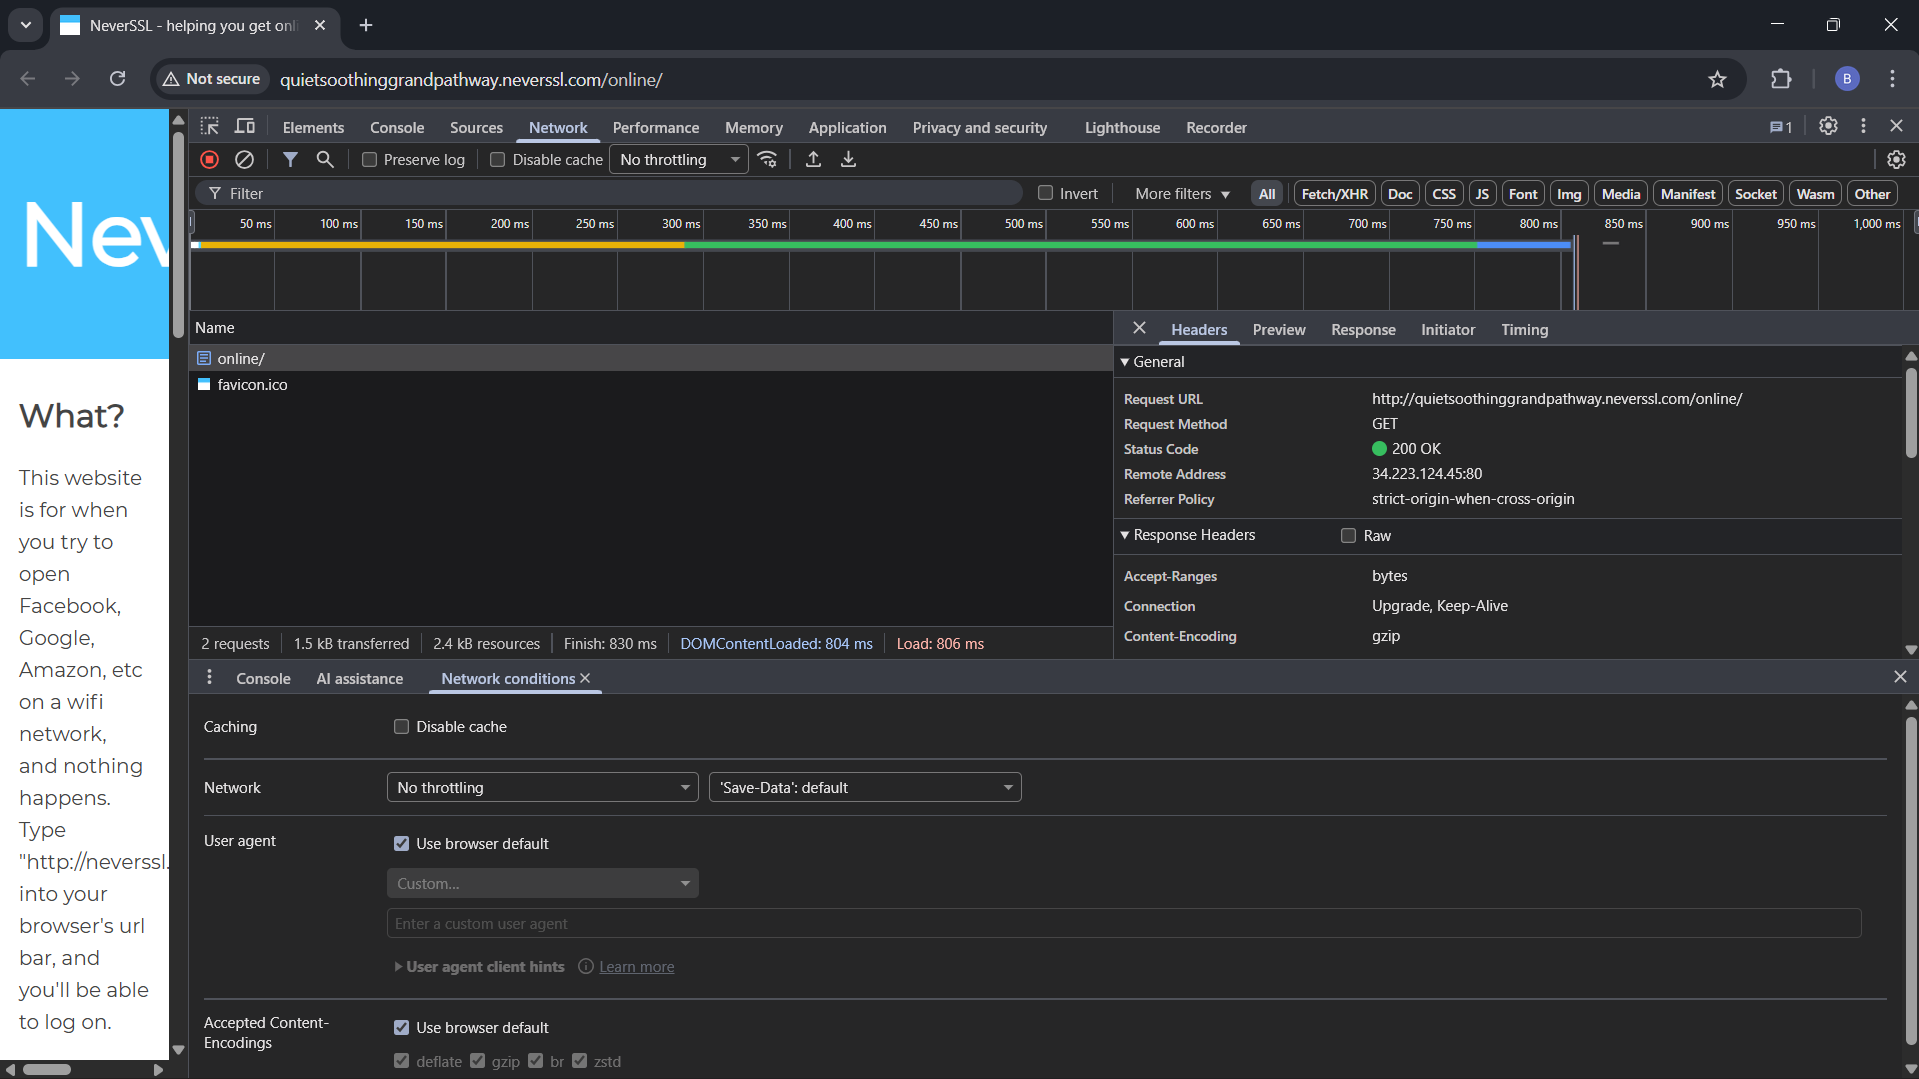 NeverSSL - helping you get onli
Not secure
quietsoothinggrandpathway.neverssl.com/online/
B
Nev
What?
This website
is for when
you try to
open
Facebook,
Google,
Amazon, etc
on a wifi
network,
and nothing
happens.
Type
"http://neverssl.
into your
browser's url
bar, and
you'll be able
to log on.
Elements Console Sources Network Performance Memory Application Privacy and security Lighthouse Recorder 1
Preserve log Disable cache No throttling
Filter Invert More filters All Fetch/XHR Doc CSS JS Font Img Media Manifest Socket Wasm Other
50 ms 100 ms 150 ms 200 ms 250 ms 300 ms 350 ms 400 ms 450 ms 500 ms 550 ms 600 ms 650 ms 700 ms 750 ms 800 ms 850 ms 900 ms 950 ms 1,000 ms
Name
online/
favicon.ico
2 requests 1.5 kB transferred 2.4 kB resources Finish: 830 ms DOMContentLoaded: 804 ms Load: 806 ms
Headers Preview Response Initiator Timing
General
Request URL http://quietsoothinggrandpathway.neverssl.com/online/
Request Method GET
Status Code 200 OK
Remote Address 34.223.124.45:80
Referrer Policy strict-origin-when-cross-origin
Response Headers Raw
Accept-Ranges bytes
Connection Upgrade, Keep-Alive
Content-Encoding gzip
Console AI assistance Network conditions
Caching Disable cache
Network No throttling 'Save-Data': default
User agent Use browser default
Custom...
Enter a custom user agent
User agent client hints Learn more
Accepted Content-
Encodings
Use browser default
deflate gzip br zstd